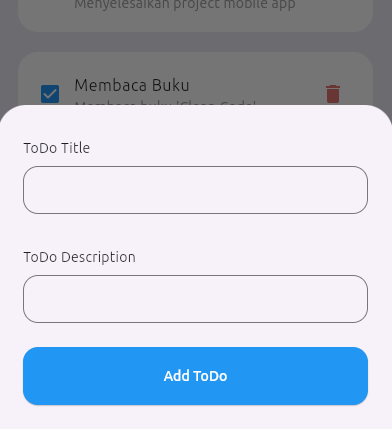 Menyelesaikan project mobile app
Membaca Buku
Membaca buku 'Clean Code'
ToDo Title
ToDo Description
Add ToDo